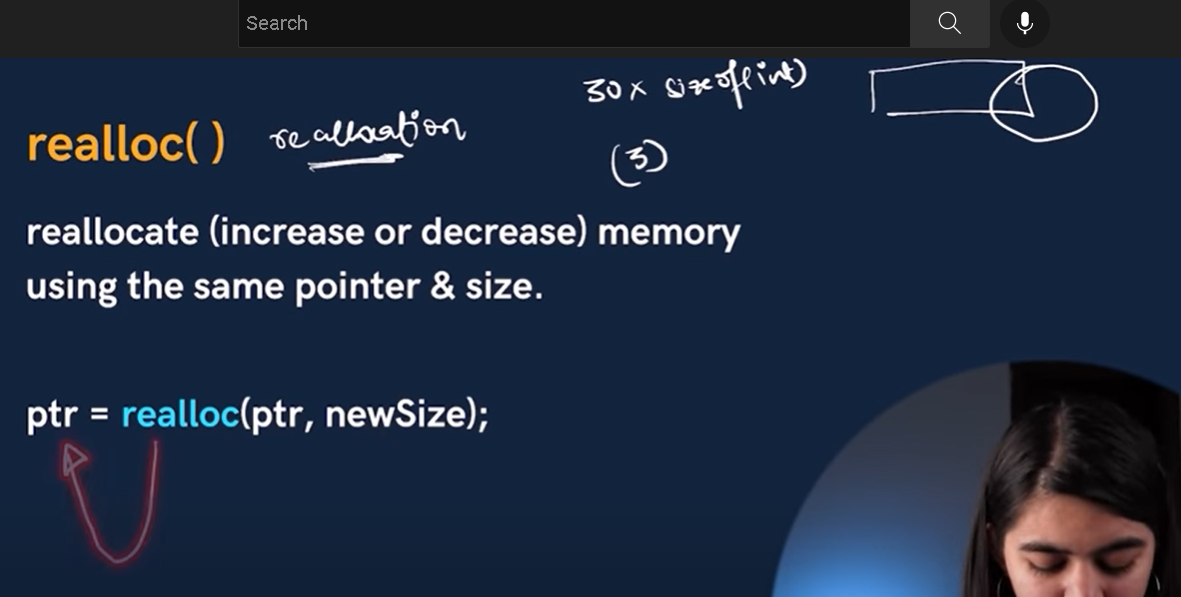 Search
30 x sizeof(int)
realloc( ) reallocation
(3)
reallocate (increase or decrease) memory
using the same pointer & size.
ptr = realloc(ptr, newSize);